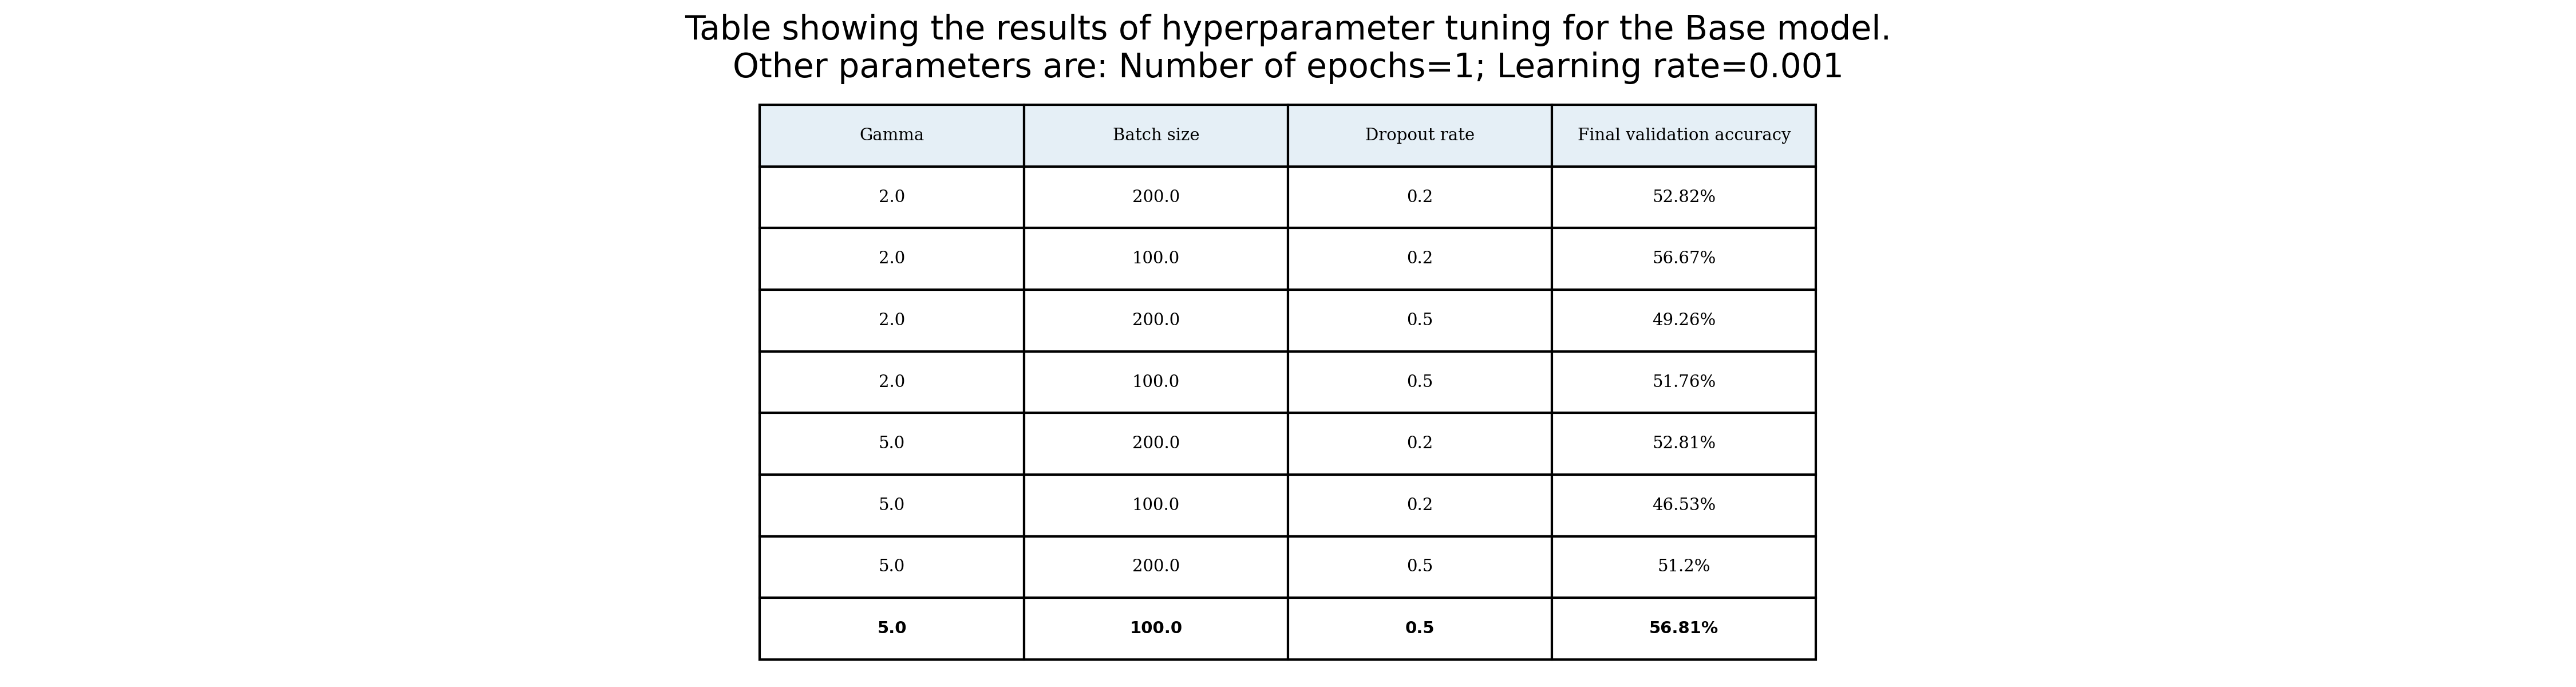 Table showing the results of hyperparameter tuning for the Base model.
Other parameters are: Number of epochs=1; Learning rate=0.001
Gamma Batch size Dropout rate Final validation accuracy
2.0 200.0 0.2 52.82%
2.0 100.0 0.2 56.67%
2.0 200.0 0.5 49.26%
2.0 100.0 0.5 51.76%
5.0 200.0 0.2 52.81%
5.0 100.0 0.2 46.53%
5.0 200.0 0.5 51.2%
5.0 100.0 0.5 56.81%